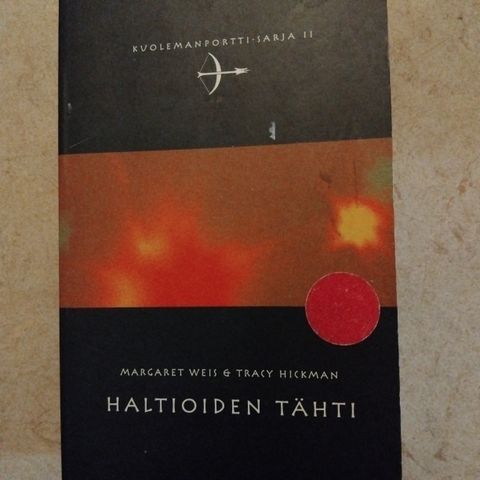 KUOLEMANPORTTI-SARJA II
MARGARET WEIS & TRACY HICKMAN
HALTIOIDEN TÄHTI